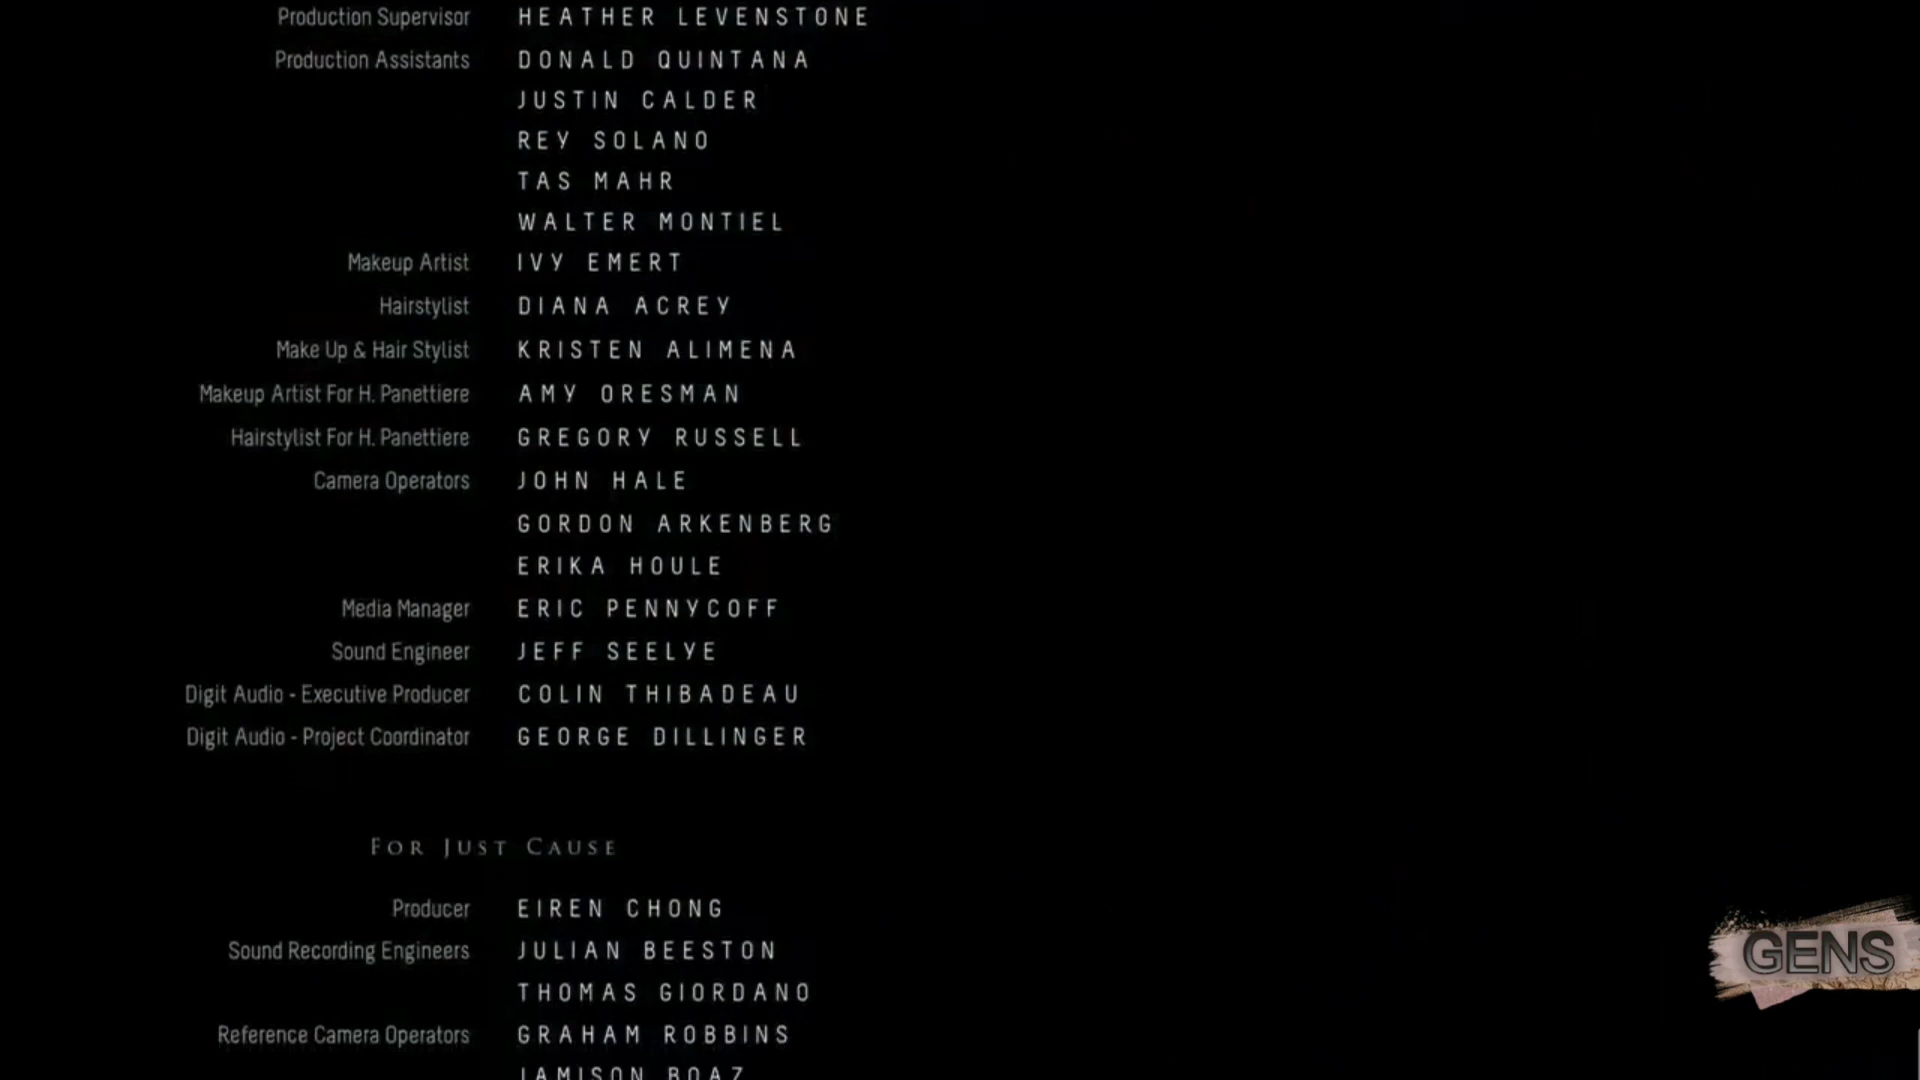 Production Supervisor HEATHER LEVENSTONE
Production Assistants DONALD QUINTANA
JUSTIN CALDER
REY SOLANO
TAS MAHR
WALTER MONTIEL
Makeup Artist IVY EMERT
Hairstylist DIANA ACREY
Make Up & Hair Stylist KRISTEN ALIMENA
Makeup Artist For H. Panettiere AMY ORESMAN
Hairstylist For H. Panettiere GREGORY RUSSELL
Camera Operators JOHN HALE
GORDON ARKENBERG
ERIKA HOULE
Media Manager ERIC PENNYCOFF
Sound Engineer JEFF SEELYE
Digit Audio - Executive Producer COLIN THIBADEAU
Digit Audio - Project Coordinator GEORGE DILLINGER
FOR JUST CAUSE
Producer EIREN CHONG
Sound Recording Engineers JULIAN BEESTON
GENS
THOMAS GIORDANO
Reference Camera Operators GRAHAM ROBBINS
JAMISON BOAZ